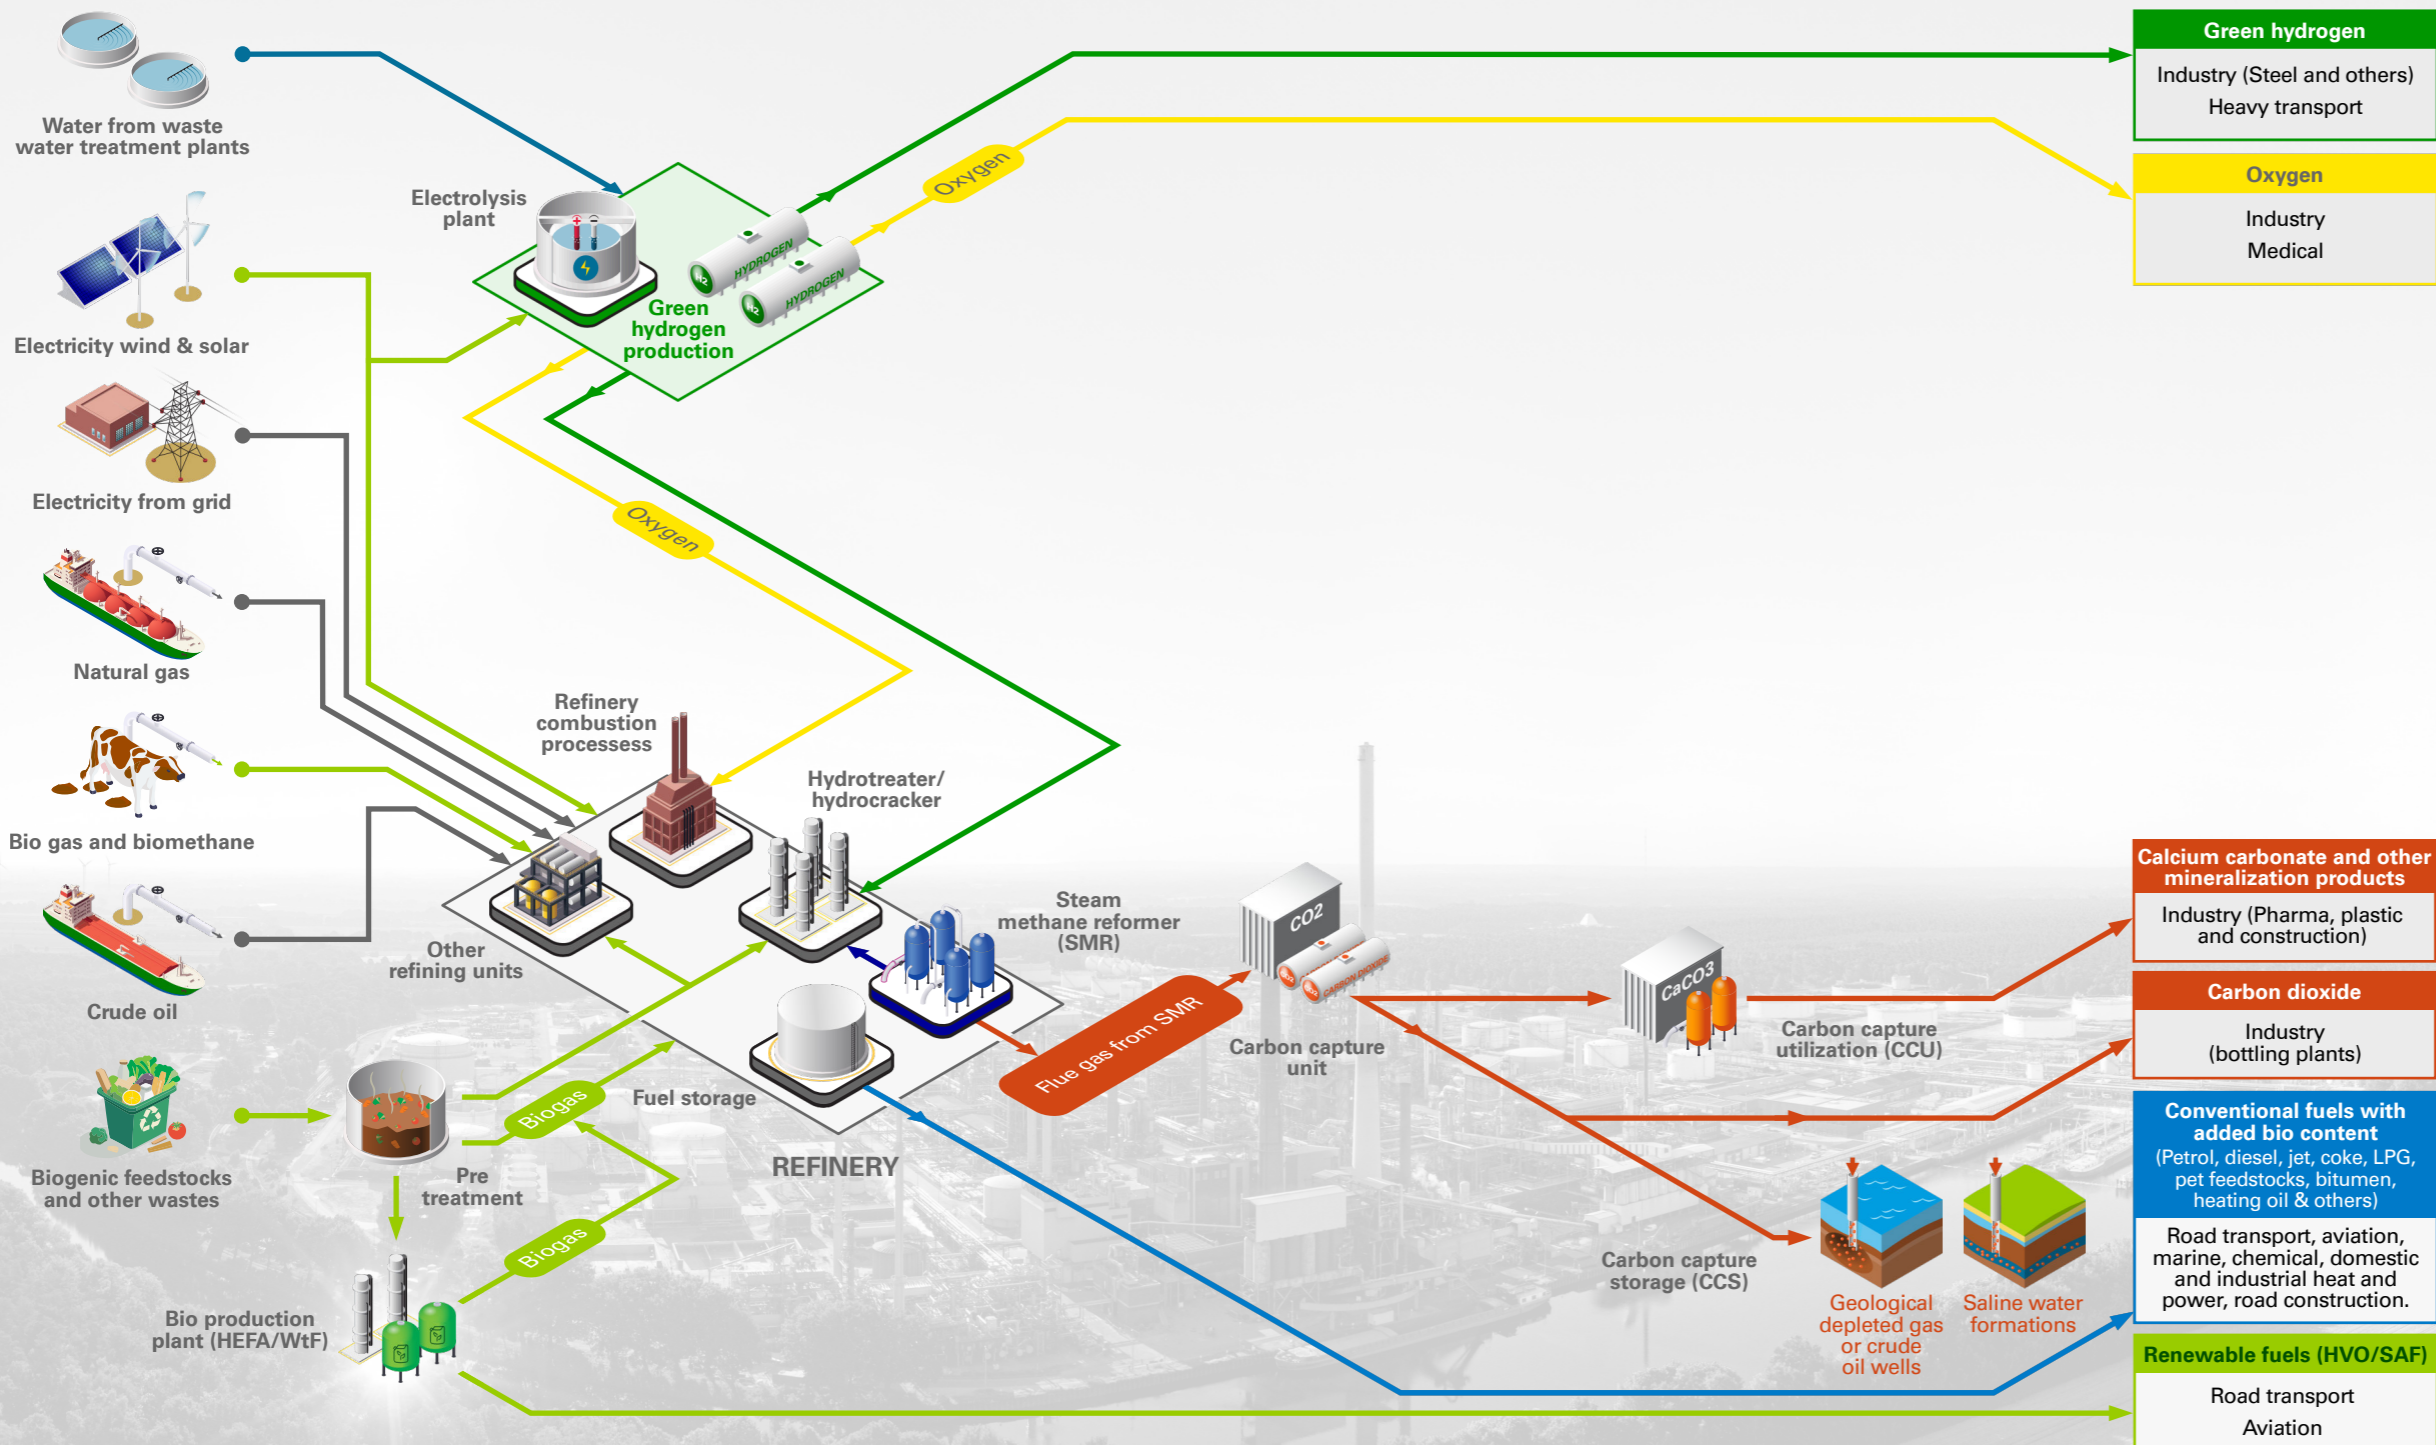 Water from waste
water treatment plants
Electricity wind & solar
Electricity from grid
Natural gas
Bio gas and biomethane
Crude oil
Biogenic feedstocks
and other wastes
Electrolysis
plant
HYDROGEN
H2
HYDROGEN
H2
Green
hydrogen
production
Oxygen
Oxygen
Refinery
combustion
processess
Hydrotreater/
hydrocracker
Other
refining units
Steam
methane reformer
(SMR)
Fuel storage
REFINERY
Pre
treatment
Biogas
Biogas
Bio production
plant (HEFA/WtF)
Flue gas from SMR
CO2
CARBON DIOXIDE
Carbon capture
unit
CaCO3
Carbon capture
utilization (CCU)
Carbon capture
storage (CCS)
Geological
depleted gas
or crude
oil wells
Saline water
formations
Green hydrogen
Industry (Steel and others)
Heavy transport
Oxygen
Industry
Medical
Calcium carbonate and other
mineralization products
Industry (Pharma, plastic
and construction)
Carbon dioxide
Industry
(bottling plants)
Conventional fuels with
added bio content
(Petrol, diesel, jet, coke, LPG,
pet feedstocks, bitumen,
heating oil & others)
Road transport, aviation,
marine, chemical, domestic
and industrial heat and
power, road construction.
Renewable fuels (HVO/SAF)
Road transport
Aviation